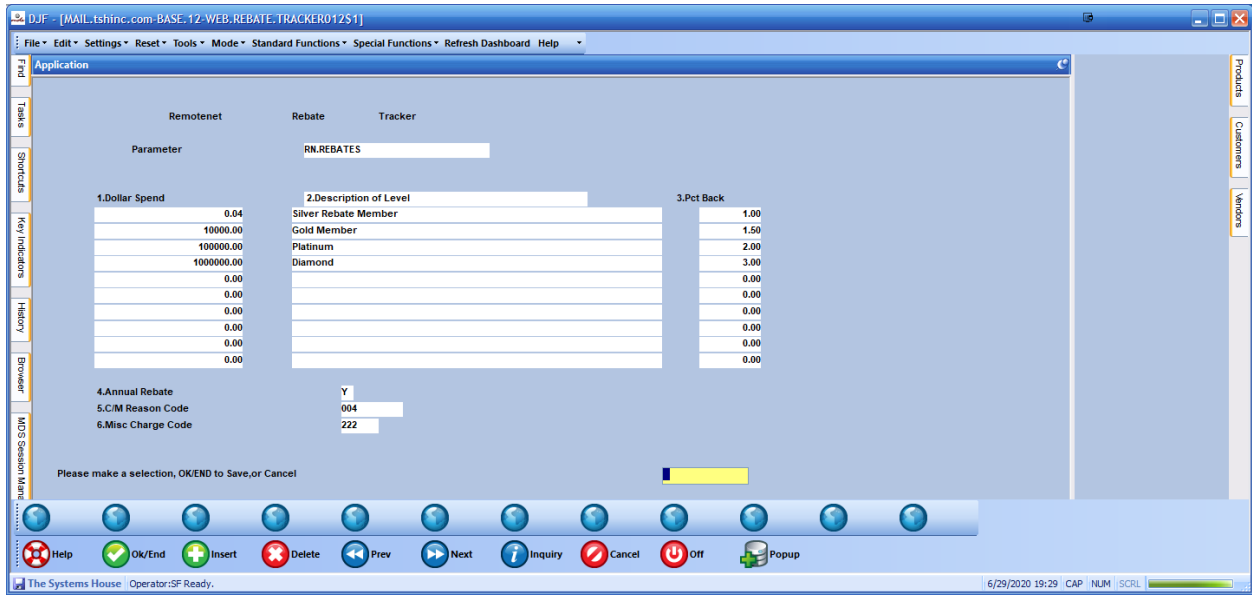 DJF - [MAIL.tshinc.com-BASE.12-WEB.REBATE.TRACKER012S1]
File Edit Settings Reset Tools Mode Standard Functions Special Functions Refresh Dashboard Help
Find
Tasks
Shortcuts
Key Indicators
History
Browser
MDS Session Mana
Application
Products
Customers
Vendors
Remotenet Rebate Tracker
Parameter RN.REBATES
1.Dollar Spend 2.Description of Level 3.Pct Back
0.04 Silver Rebate Member 1.00
10000.00 Gold Member 1.50
100000.00 Platinum 2.00
1000000.00 Diamond 3.00
0.00 0.00
0.00 0.00
0.00 0.00
0.00 0.00
0.00 0.00
0.00 0.00
4.Annual Rebate Y
5.C/M Reason Code 004
6.Misc Charge Code 222
Please make a selection, OK/END to Save,or Cancel
Help Ok/End Insert Delete Prev Next Inquiry Cancel Off Popup
The Systems House Operator:SF Ready. 6/29/2020 19:29 CAP NUM SCRL